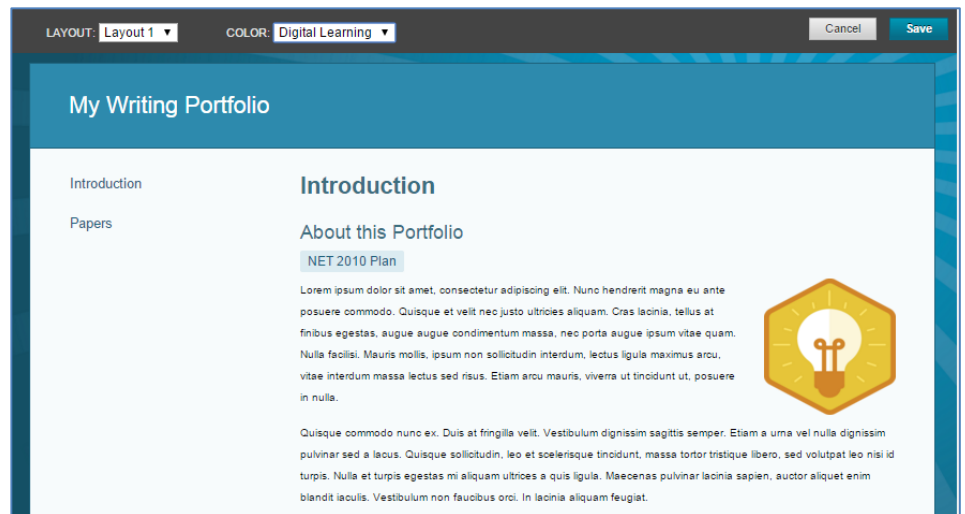 LAYOUT: Layout 1 COLOR: Digital Learning Cancel Save
My Writing Portfolio
Introduction
Papers
Introduction
About this Portfolio
NET 2010 Plan
Lorem ipsum dolor sit amet, consectetur adipiscing elit. Nunc hendrerit magna eu ante
posuere commodo. Quisque et velit nec justo ultricies aliquam. Cras lacinia, tellus at
finibus egestas, augue augue condimentum massa, nec porta augue ipsum vitae quam.
Nulla facilisi. Mauris mollis, ipsum non sollicitudin interdum, lectus ligula maximus arcu,
vitae interdum massa lectus sed risus. Etiam arcu mauris, viverra ut tincidunt ut, posuere
in nulla.
Quisque commodo nunc ex. Duis at fringilla velit. Vestibulum dignissim sagittis semper. Etiam a urna vel nulla dignissim
pulvinar sed a lacus. Quisque sollicitudin, leo et scelerisque tincidunt, massa tortor tristique libero, sed volutpat leo nisi id
turpis. Nulla et turpis egestas mi aliquam ultrices a quis ligula. Maecenas pulvinar lacinia sapien, auctor aliquet enim
blandit iaculis. Vestibulum non faucibus orci. In lacinia aliquam feugiat.